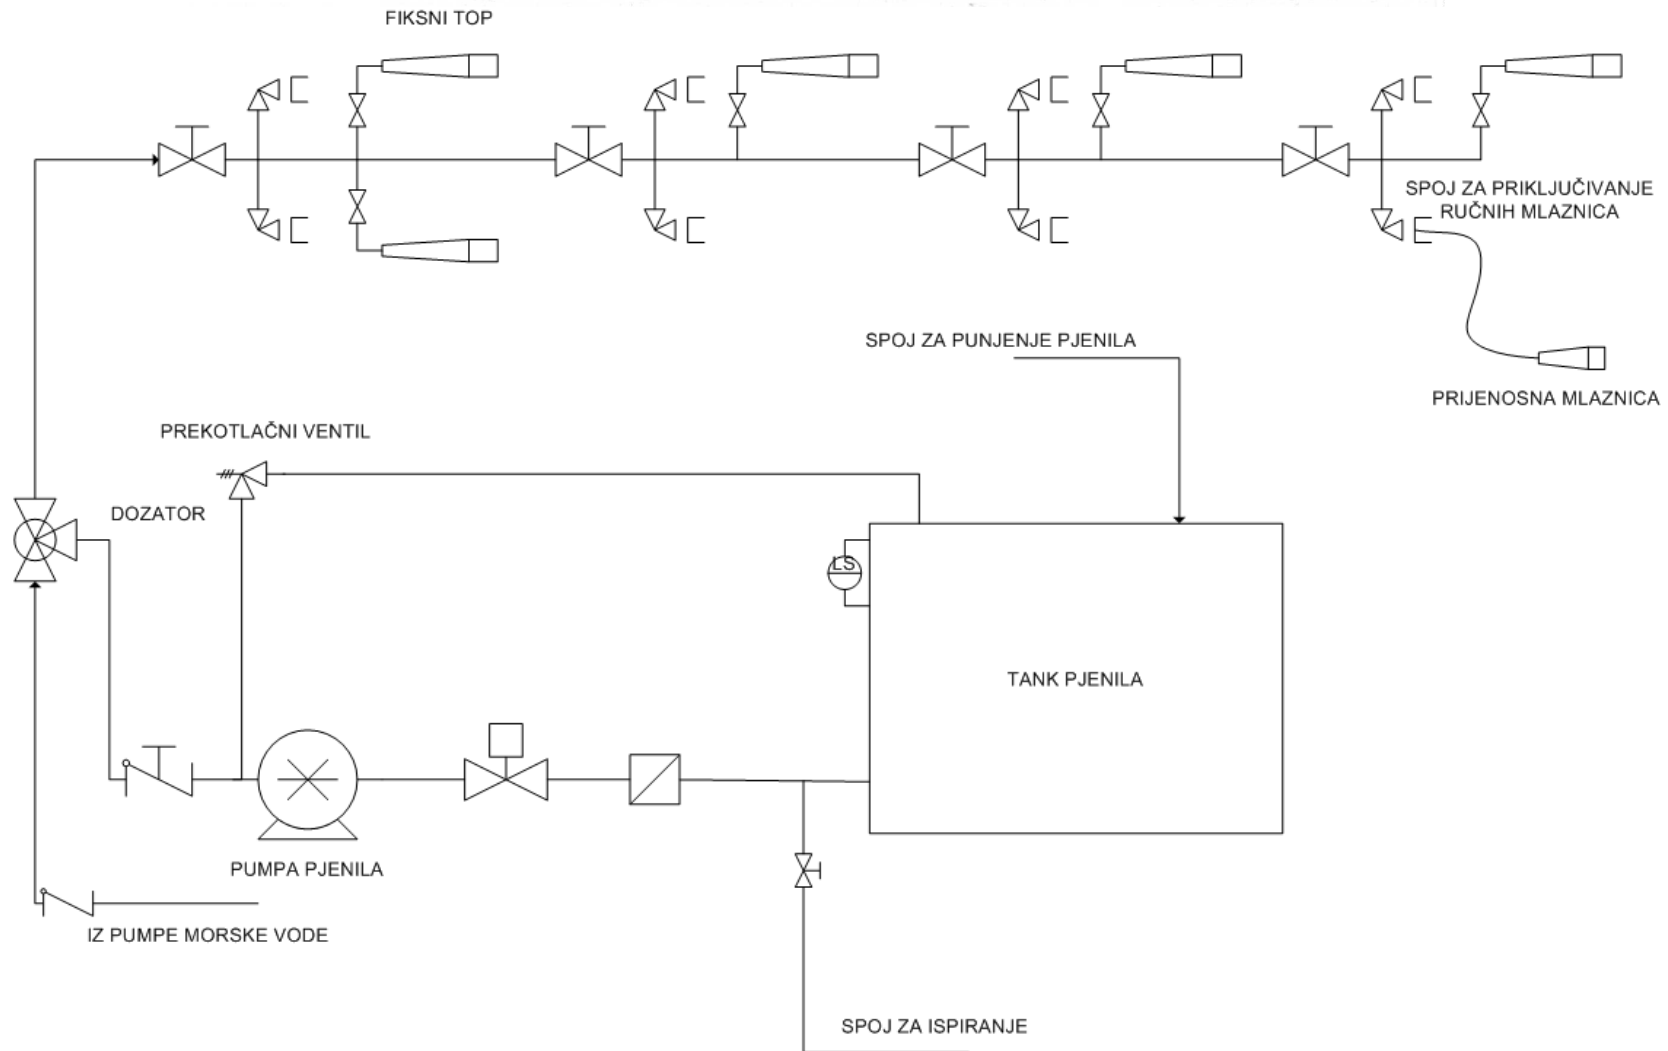 FIKSNI TOP
SPOJ ZA PRIKLJUČIVANJE
RUČNIH MLAZNICA
SPOJ ZA PUNJENJE PJENILA
PRIJENOSNA MLAZNICA
PREKOTLAČNI VENTIL
DOZATOR
LS
TANK PJENILA
PUMPA PJENILA
IZ PUMPE MORSKE VODE
SPOJ ZA ISPIRANJE